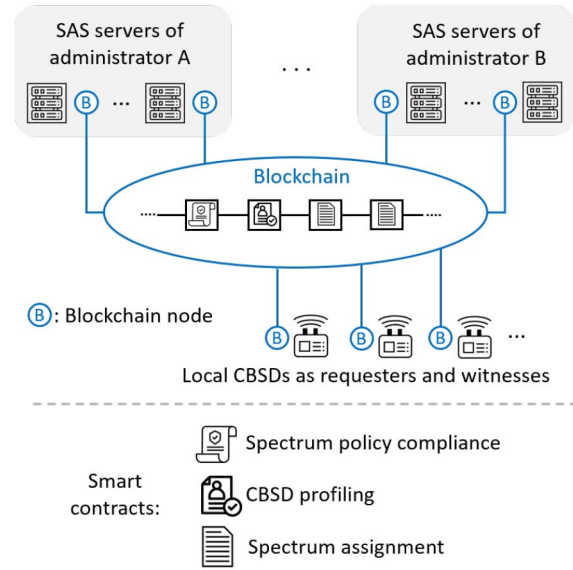 SAS servers of
administrator A
SAS servers of
administrator B
...
B
...
B
B
...
B
Blockchain
....
....
B : Blockchain node
B
B
B
...
Local CBSDs as requesters and witnesses
Smart
contracts:
Spectrum policy compliance
CBSD profiling
Spectrum assignment